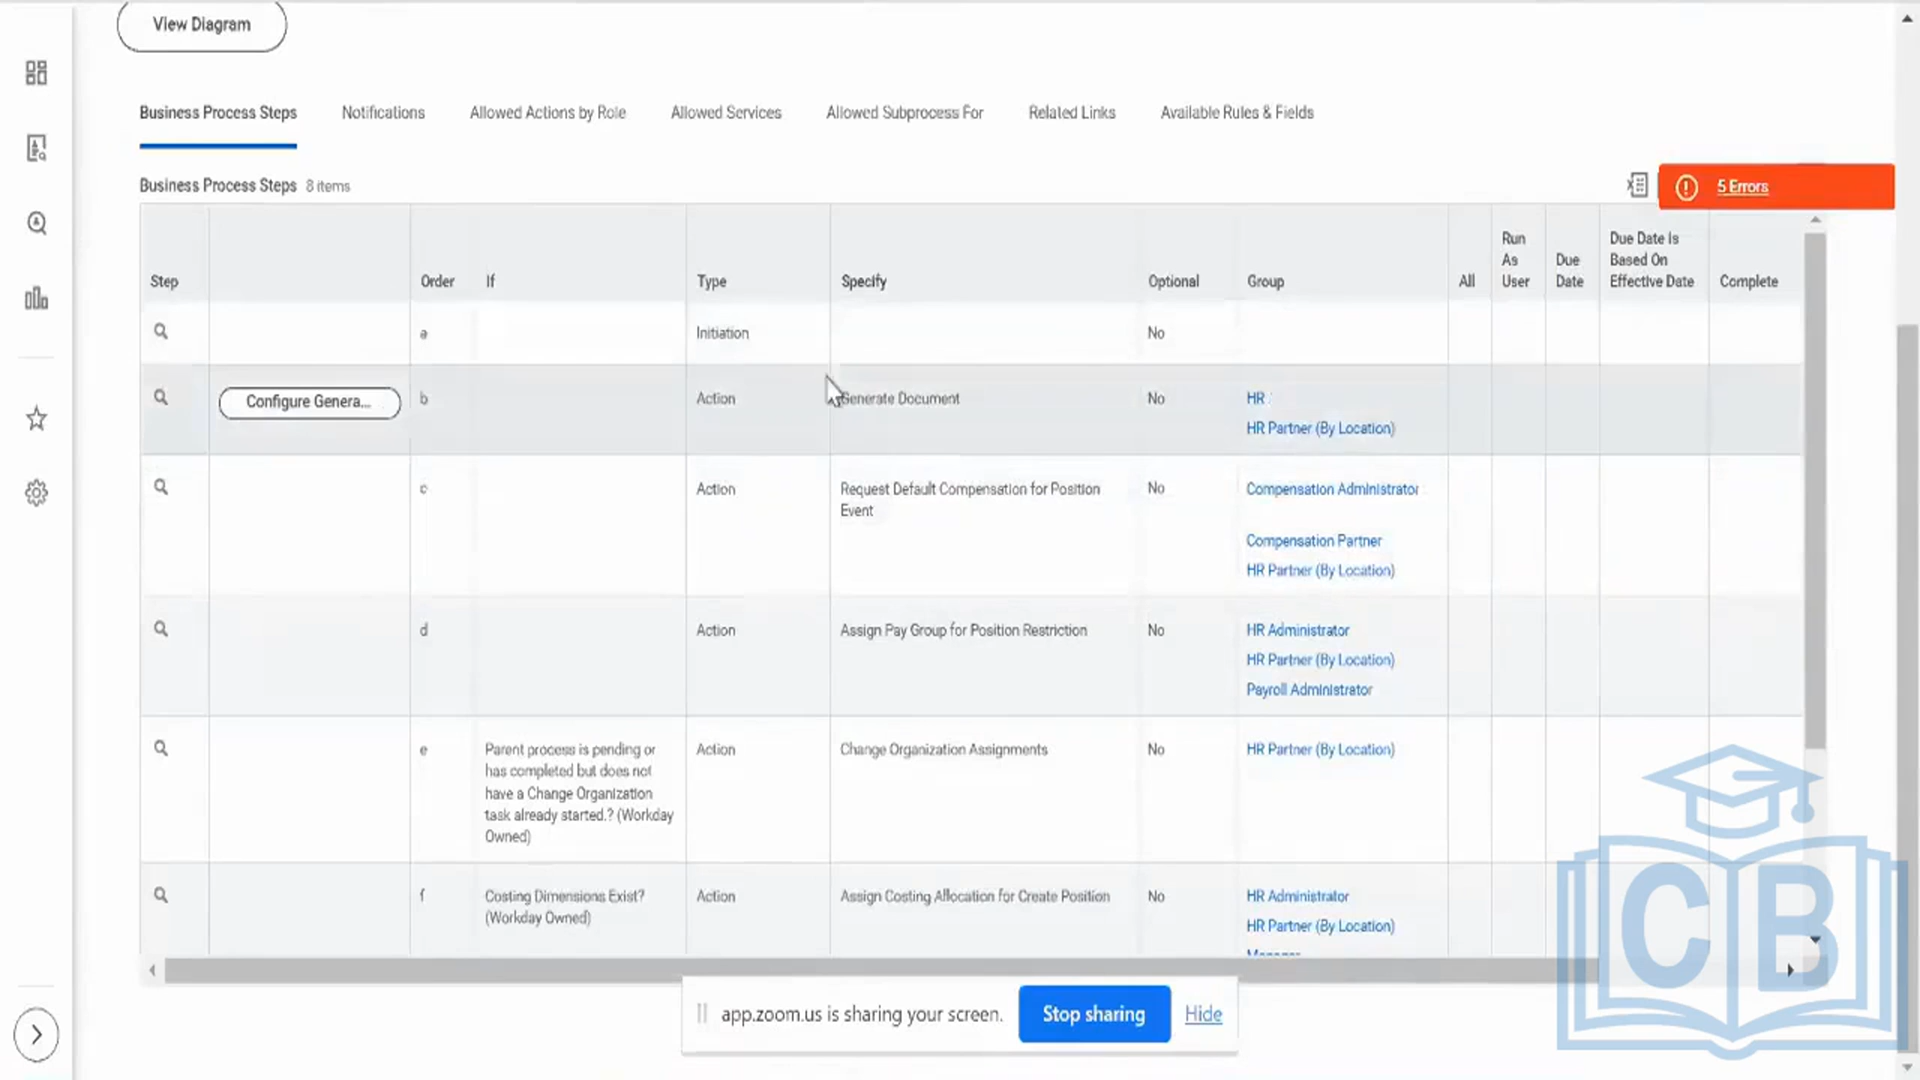 View Diagram
Business Process Steps Notifications Allowed Actions by Role Allowed Services Allowed Subprocess For Related Links Available Rules & Fields
Business Process Steps 8 items
5 Errors
Step Order If Type Specify Optional Group All Run As User Due Date Due Date Is Based On Effective Date Complete
a Initiation No
Configure Genera... b Action Generate Document No HR
HR Partner (By Location)
c Action Request Default Compensation for Position No Compensation Administrator
Event
Compensation Partner
HR Partner (By Location)
d Action Assign Pay Group for Position Restriction No HR Administrator
HR Partner (By Location)
Payroll Administrator
e Parent process is pending or Action Change Organization Assignments No HR Partner (By Location)
has completed but does not
have a Change Organization
task already started.? (Workday
Owned)
f Costing Dimensions Exist? Action Assign Costing Allocation for Create Position No HR Administrator
(Workday Owned) HR Partner (By Location)
Manager
app.zoom.us is sharing your screen. Stop sharing Hide
CB